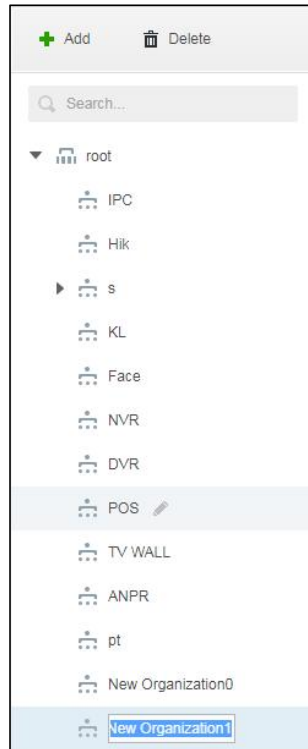 Add Delete
Search...
root
IPC
Hik
s
KL
Face
NVR
DVR
POS
TV WALL
ANPR
pt
New Organization0
New Organization1